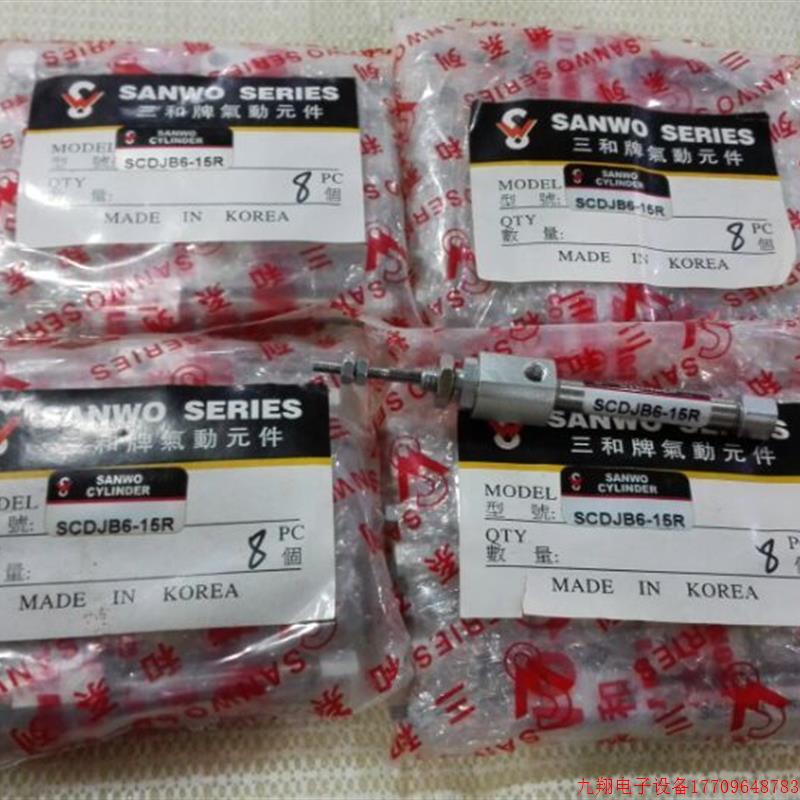 SANWO SERIES
三和牌氣動元件
MODEL
型 號:
SANWO
CYLINDER
SCDJB6-15R
QTY
量:
8 PC
個
MADE IN KOREA
SANWO SERIES
三和牌氣動元件
MODEL
型 號:
SANWO
CYLINDER
SCDJB6-15R
QTY
數 量:
8 PC
個
MADE IN KOREA
SANWO SERIES
三和牌氣動元件
MODEL
號:
SANWO
CYLINDER
SCDJB6-15R
量:
8 PC
個
MADE IN KOREA
SCDJB6-15R
SERIES
三和牌氣動元件
MODEL
型 號:
SANWO
CYLINDER
SCDJB6-15R
QTY
數 量:
8 PC
MADE IN KOREA
九翔电子设备17709648783